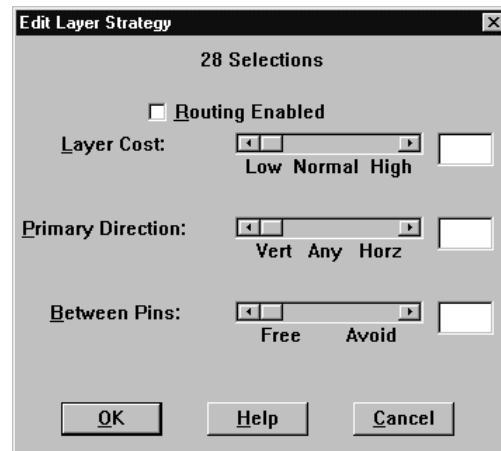 Edit Layer Strategy
28 Selections
Routing Enabled
Layer Cost:
Low Normal High
Primary Direction:
Vert Any Horz
Between Pins:
Free Avoid
OK Help Cancel